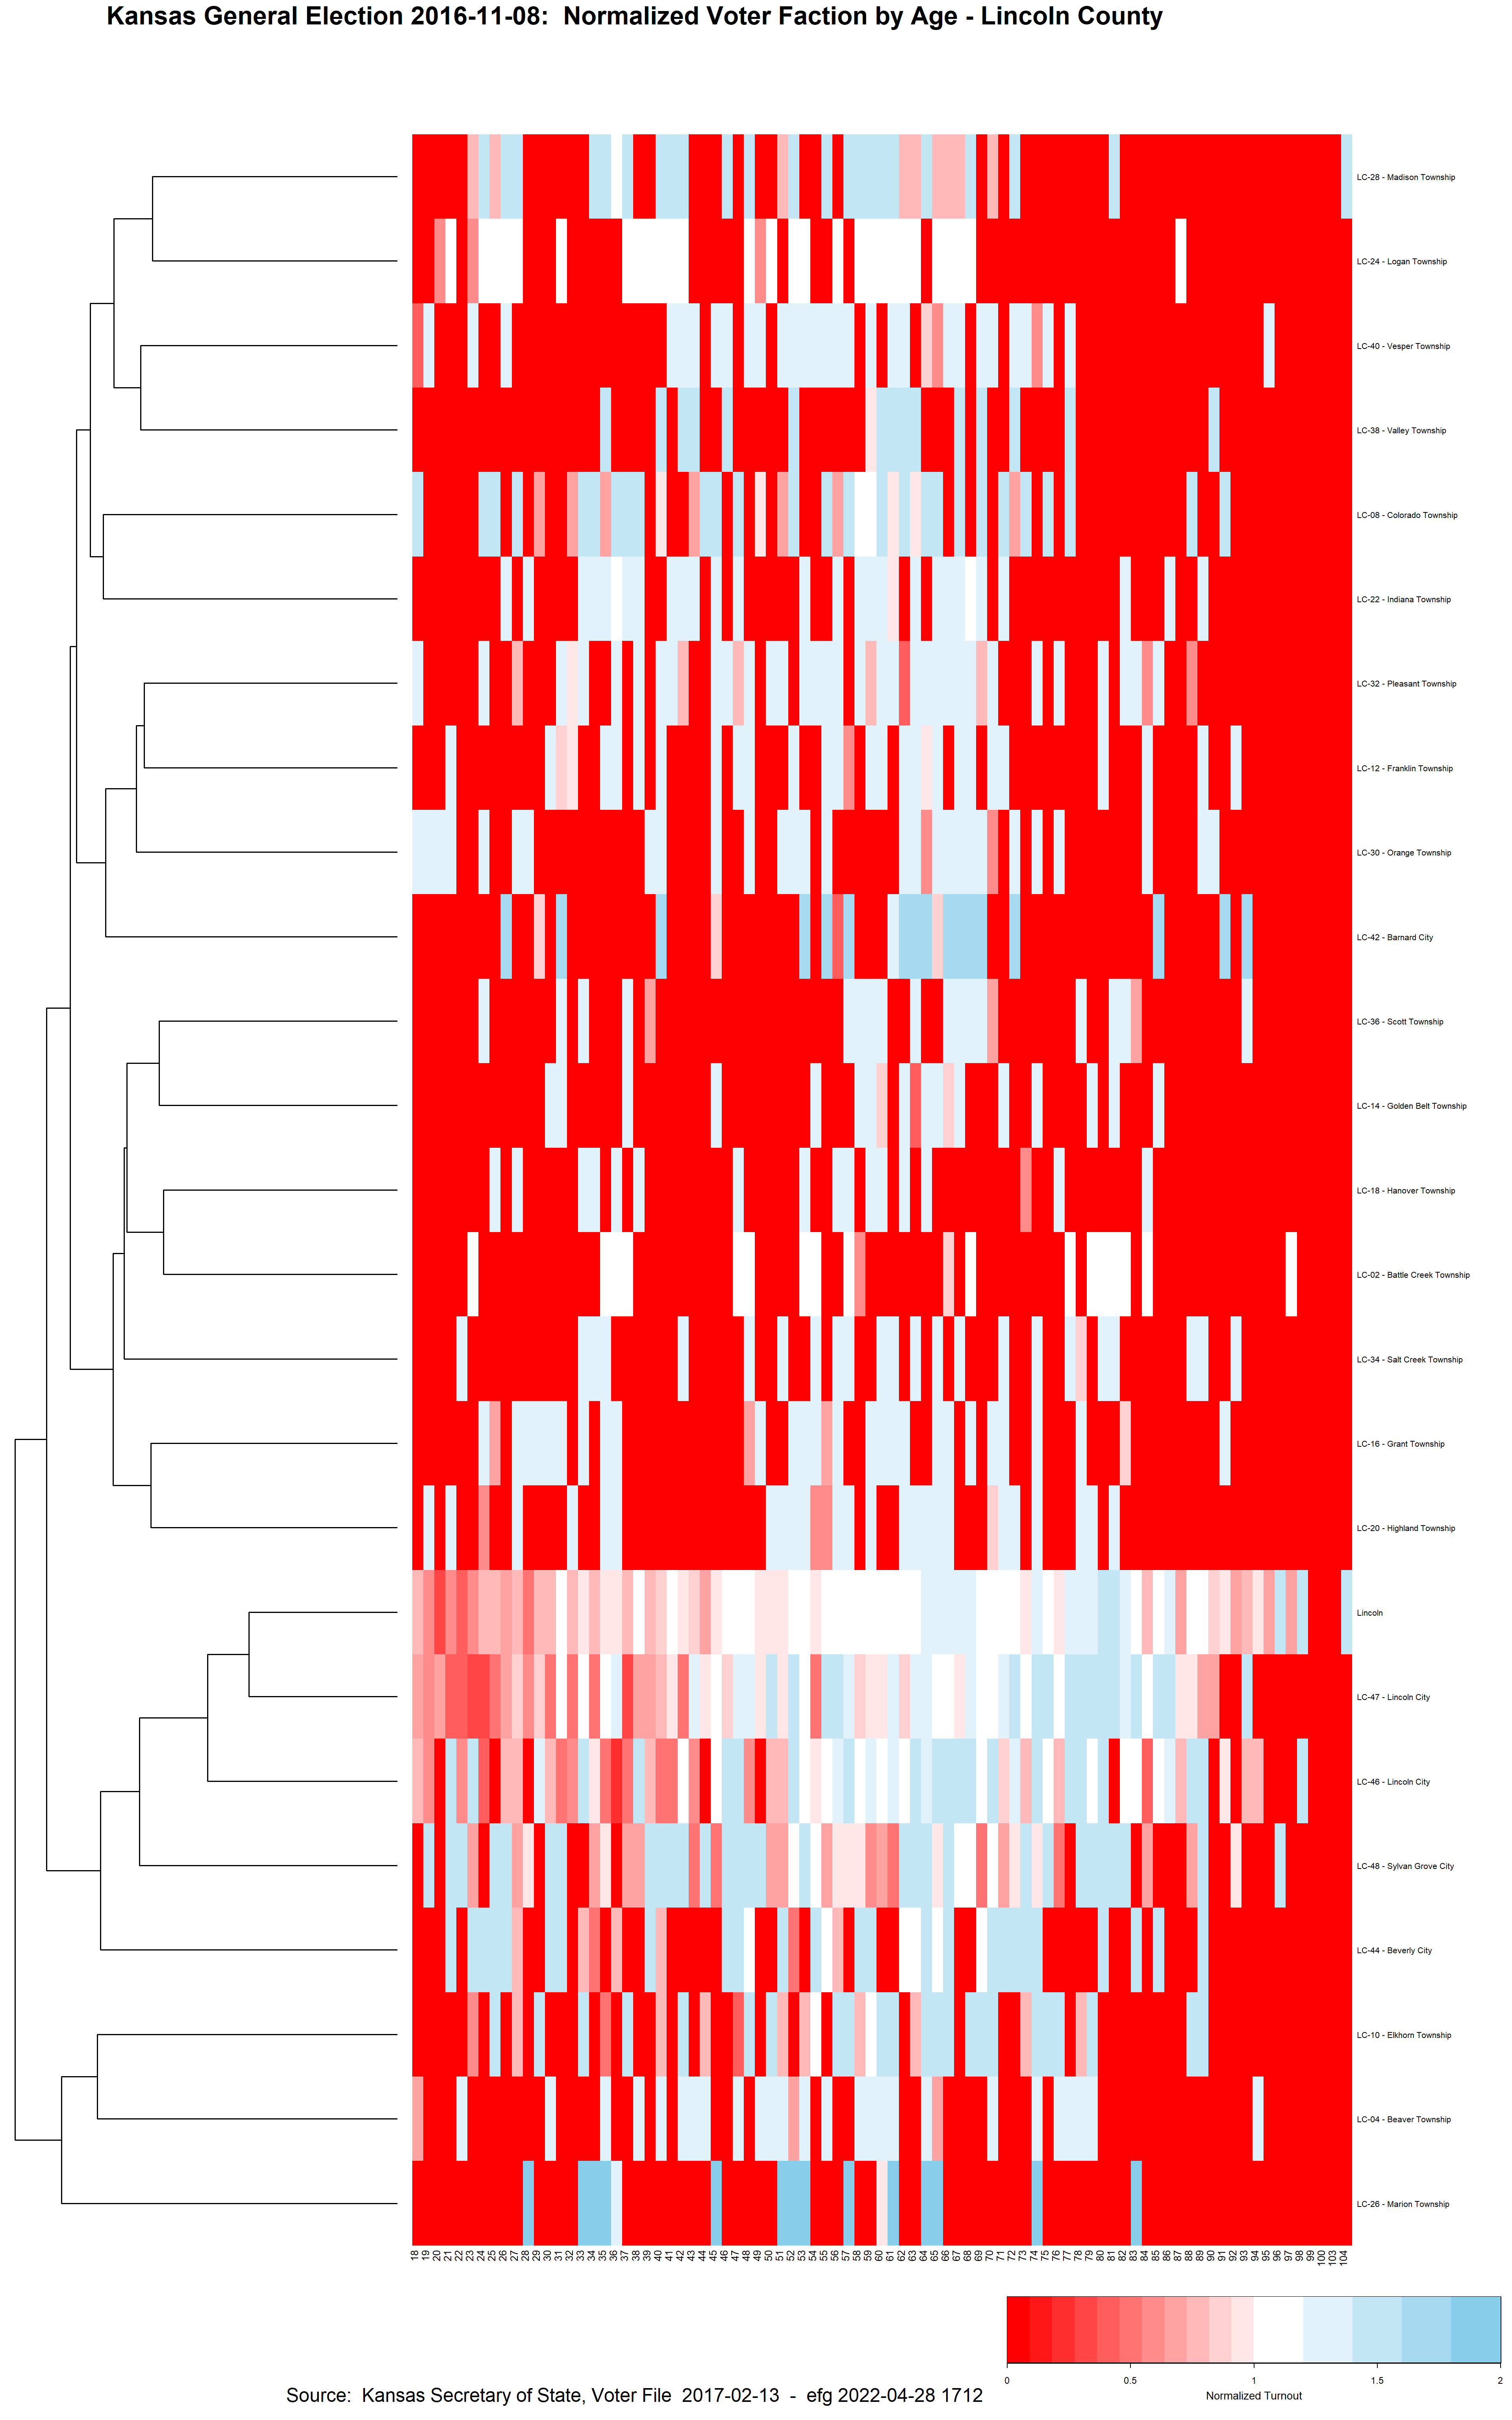 Kansas General Election 2016-11-08:  Normalized Voter Faction by Age - Lincoln County
LC-28 - Madison Township
LC-24 - Logan Township
LC-40 - Vesper Township
LC-38 - Valley Township
LC-08 - Colorado Township
LC-22 - Indiana Township
LC-32 - Pleasant Township
LC-12 - Franklin Township
LC-30 - Orange Township
LC-42 - Barnard City
LC-36 - Scott Township
LC-14 - Golden Belt Township
LC-18 - Hanover Township
LC-02 - Battle Creek Township
LC-34 - Salt Creek Township
LC-16 - Grant Township
LC-20 - Highland Township
Lincoln
LC-47 - Lincoln City
LC-46 - Lincoln City
LC-48 - Sylvan Grove City
LC-44 - Beverly City
LC-10 - Elkhorn Township
LC-04 - Beaver Township
LC-26 - Marion Township
18 19 20 21 22 23 24 25 26 27 28 29 30 31 32 33 34 35 36 37 38 39 40 41 42 43 44 45 46 47 48 49 50 51 52 53 54 55 56 57 58 59 60 61 62 63 64 65 66 67 68 69 70 71 72 73 74 75 76 77 78 79 80 81 82 83 84 85 86 87 88 89 90 91 92 93 94 95 96 97 98 99 100 103 104
0 0.5 1 1.5 2
Normalized Turnout
Source:  Kansas Secretary of State, Voter File  2017-02-13  -  efg 2022-04-28 1712